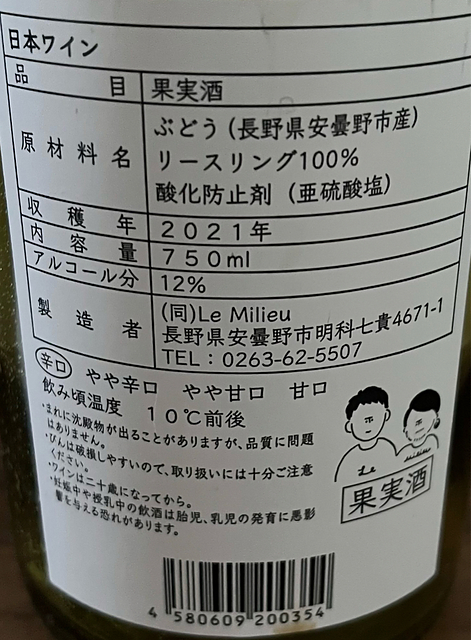 日本ワイン
品目 果実酒
原材料名 ぶどう(長野県安曇野市産)
リースリング100%
酸化防止剤(亜硫酸塩)
収穫年 2021年
内容量 750ml
アルコール分 12%
製造者 (同)Le Milieu
長野県安曇野市明科七貴4671-1
TEL:0263-62-5507
辛口 やや辛口 やや甘口 甘口
飲み頃温度 10℃前後
・まれに沈殿物が出ることがありますが、品質に問題
はありません。
・びんは破損しやすいので、取り扱いには十分ご注意
ください。
・ワインは二十歳になってから。
・妊娠中や授乳中の飲酒は胎児、乳児の発育に悪影
響を与える恐れがあります。
Le Milieu
果実酒
4 580609 200354